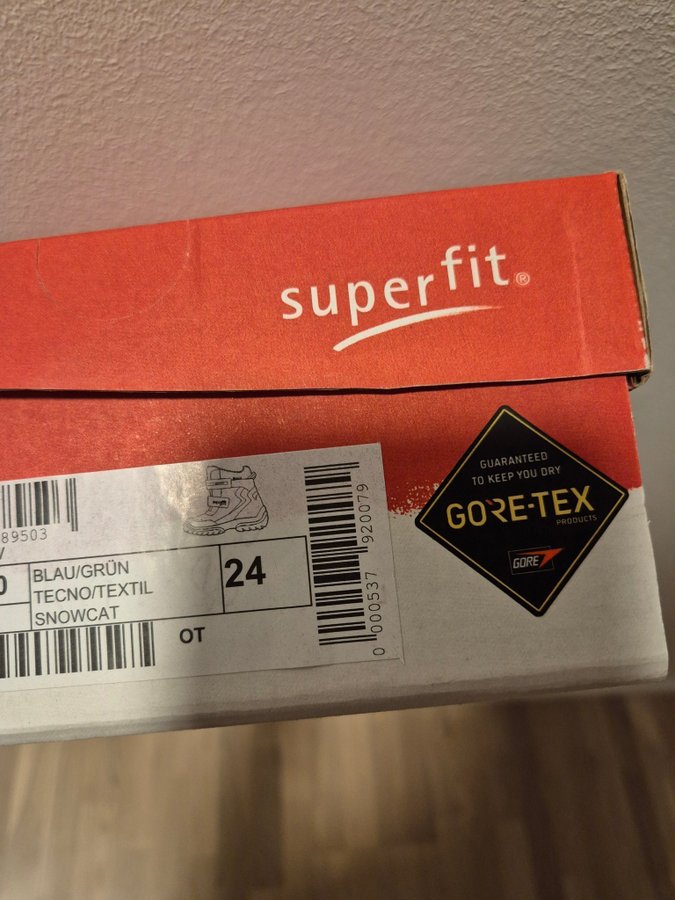 superfit®
GUARANTEED
TO KEEP YOU DRY
GORE-TEX
PRODUCTS
GORE
89503
0
BLAU/GRÜN
TECNO/TEXTIL
SNOWCAT
24
OT
0 000537 920079